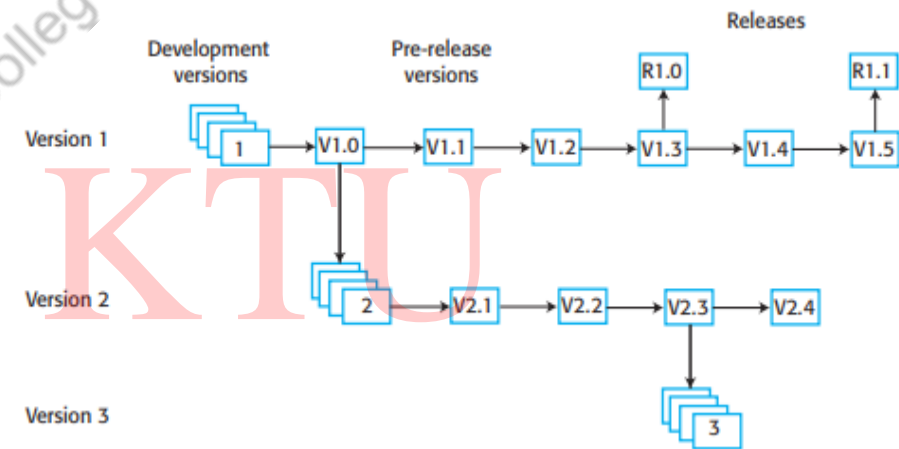 olleg
Releases
Development
versions
Pre-release
versions
R1.0
R1.1
Version 1
1
V1.0
V1.1
V1.2
V1.3
V1.4
V1.5
KTU
Version 2
2
V2.1
V2.2
V2.3
V2.4
Version 3
3